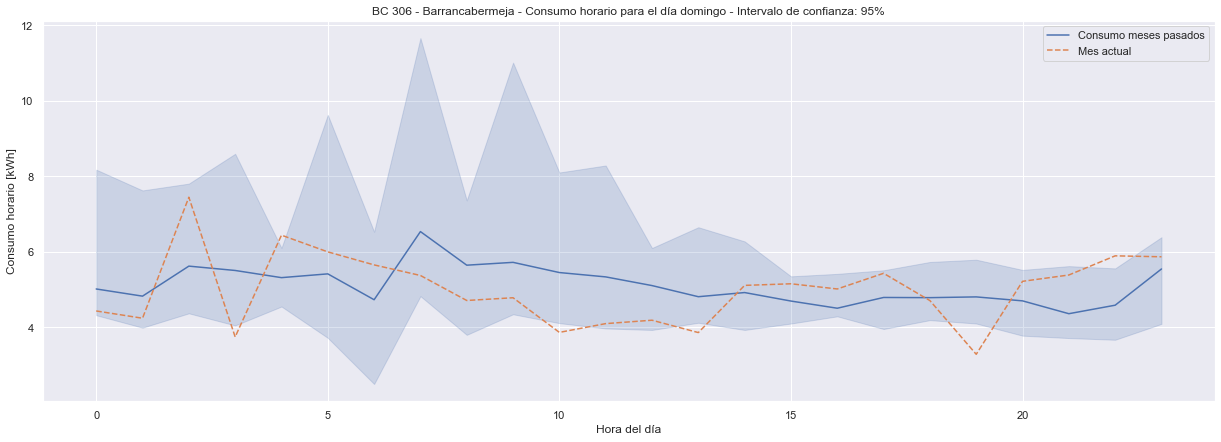 BC 306 - Barrancabermeja - Consumo horario para el día domingo - Intervalo de confianza: 95%
Consumo meses pasados
Mes actual
Consumo horario [kWh]
12
10
8
6
4
0
5
10
15
20
Hora del día